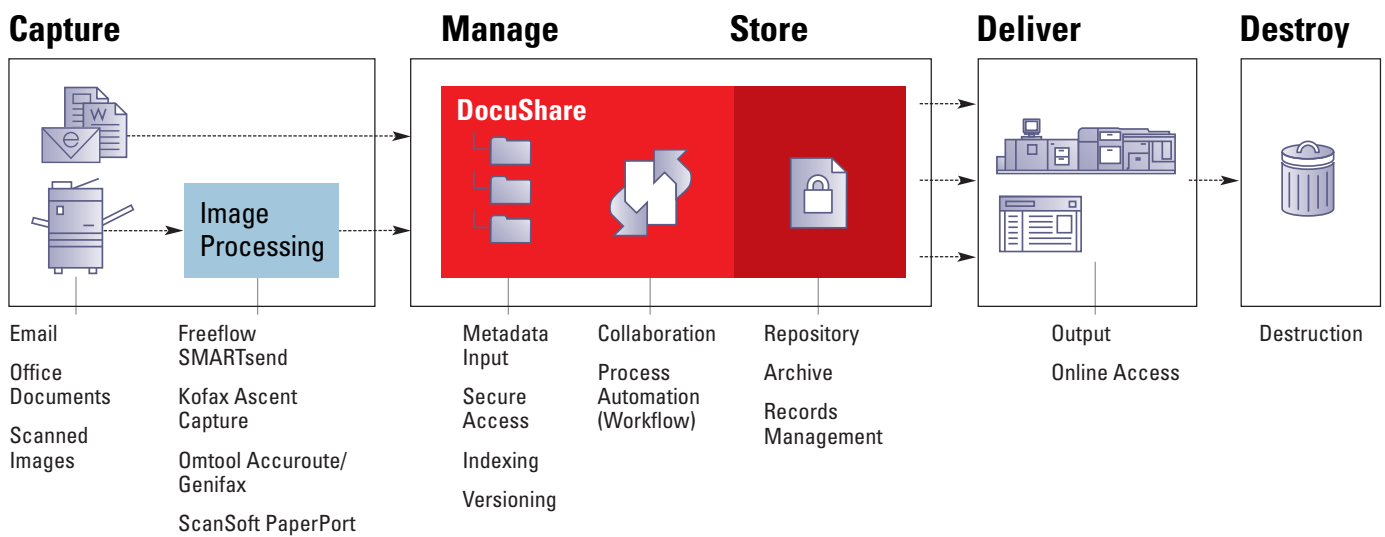 Capture
Manage
Store
Deliver
Destroy
DocuShare
W
e
Image
Processing
Email
Office
Documents
Scanned
Images
Freeflow
SMARTsend
Kofax Ascent
Capture
Omtool Accuroute/
Genifax
ScanSoft PaperPort
Metadata
Input
Secure
Access
Indexing
Versioning
Collaboration
Process
Automation
(Workflow)
Repository
Archive
Records
Management
Output
Online Access
Destruction